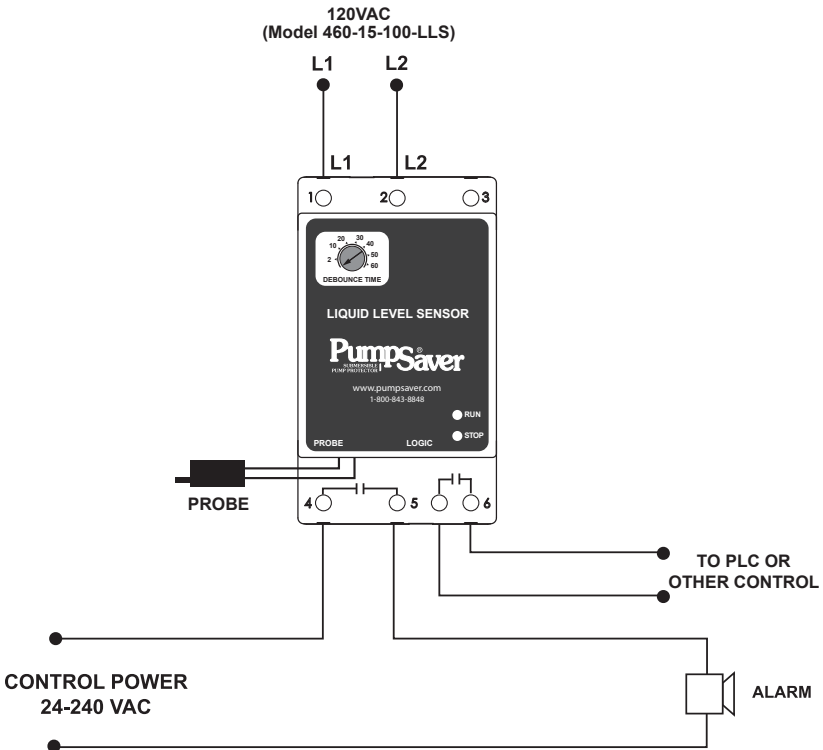 120VAC
(Model 460-15-100-LLS)
L1 L2
L1 L2
1 2 3
20 30
10 40
2 50
60
DEBOUNCE TIME
LIQUID LEVEL SENSOR
PumpSaver®
SUBMERSIBLE
PUMP PROTECTOR
www.pumpsaver.com
1-800-843-8848
RUN
STOP
PROBE LOGIC
PROBE
4 5 6
TO PLC OR
OTHER CONTROL
CONTROL POWER
24-240 VAC
ALARM